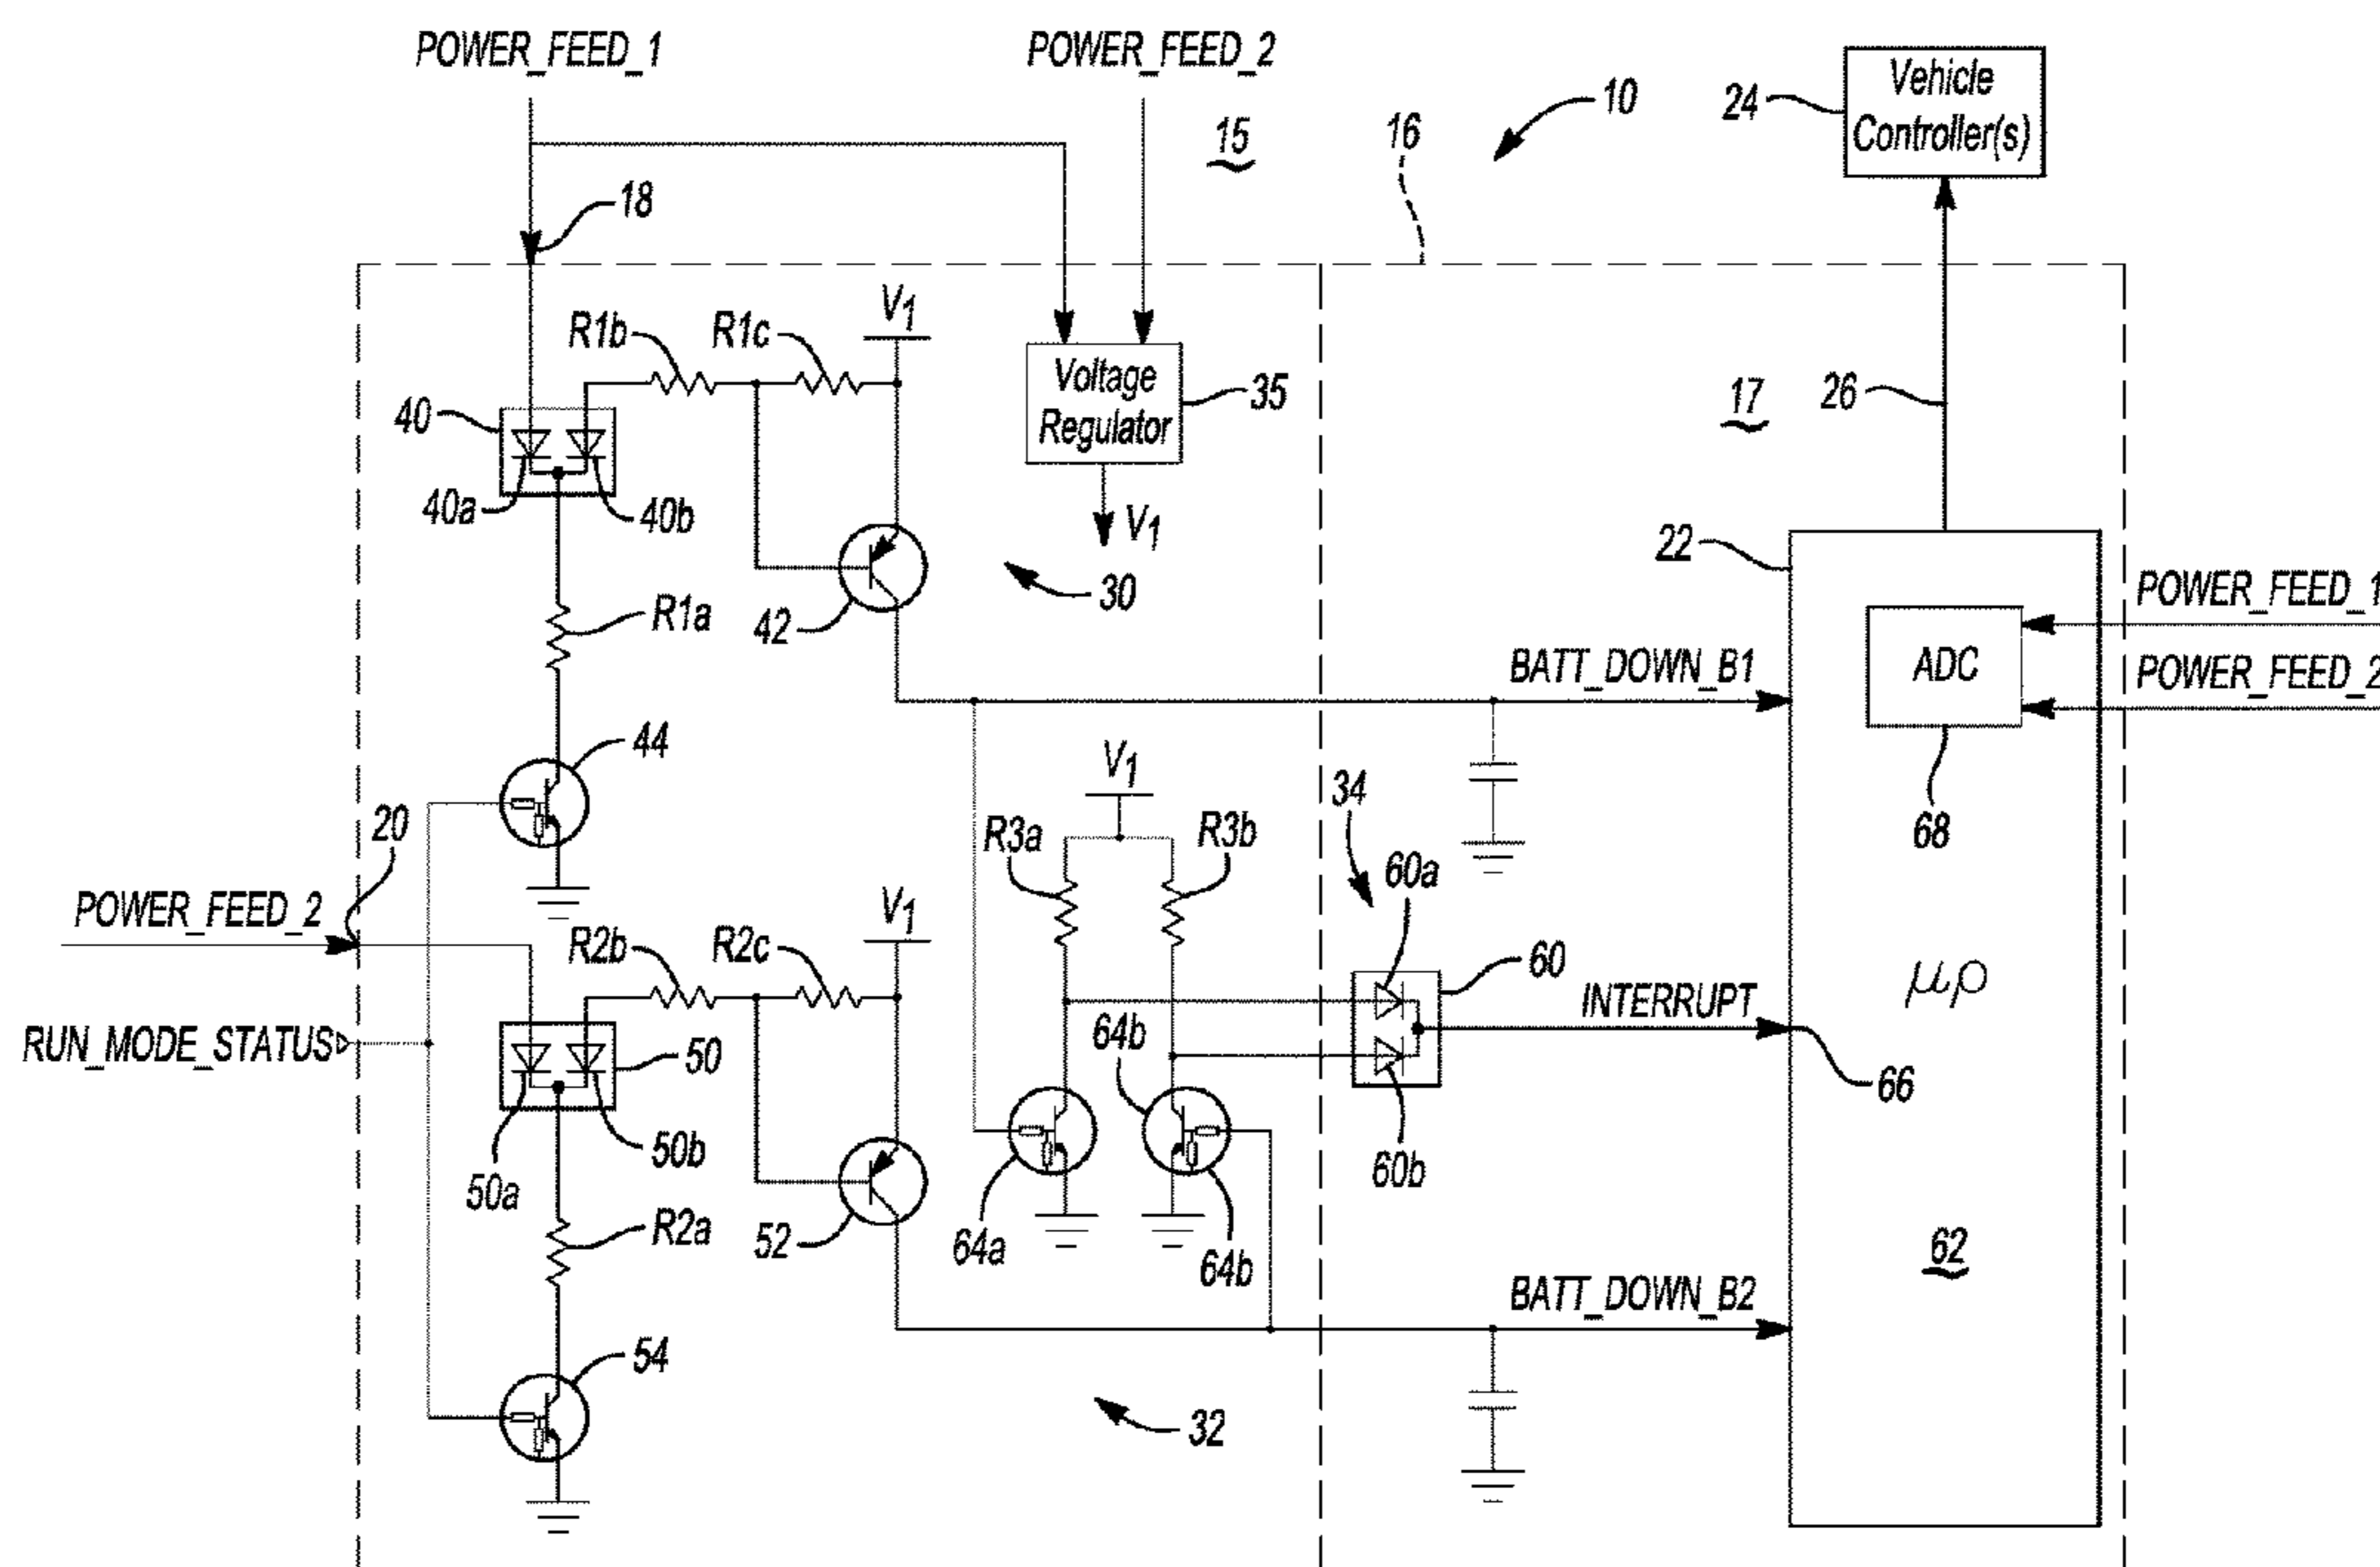 POWER_FEED_1
POWER_FEED_2
15
16
10
24
Vehicle
Controller(s)
18
V1
R1b
R1c
Voltage
Regulator
35
V1
40
40a
40b
17
26
22
30
42
R1a
POWER_FEED_1
ADC
POWER_FEED_2
68
BATT_DOWN_B1
44
V1
34
20
R3a
R3b
60a
POWER_FEED_2
V1
R2b
R2c
60
μρ
INTERRUPT
RUN_MODE_STATUS
50
64b
66
50a
50b
60b
52
64a
64b
R2a
62
BATT_DOWN_B2
54
32